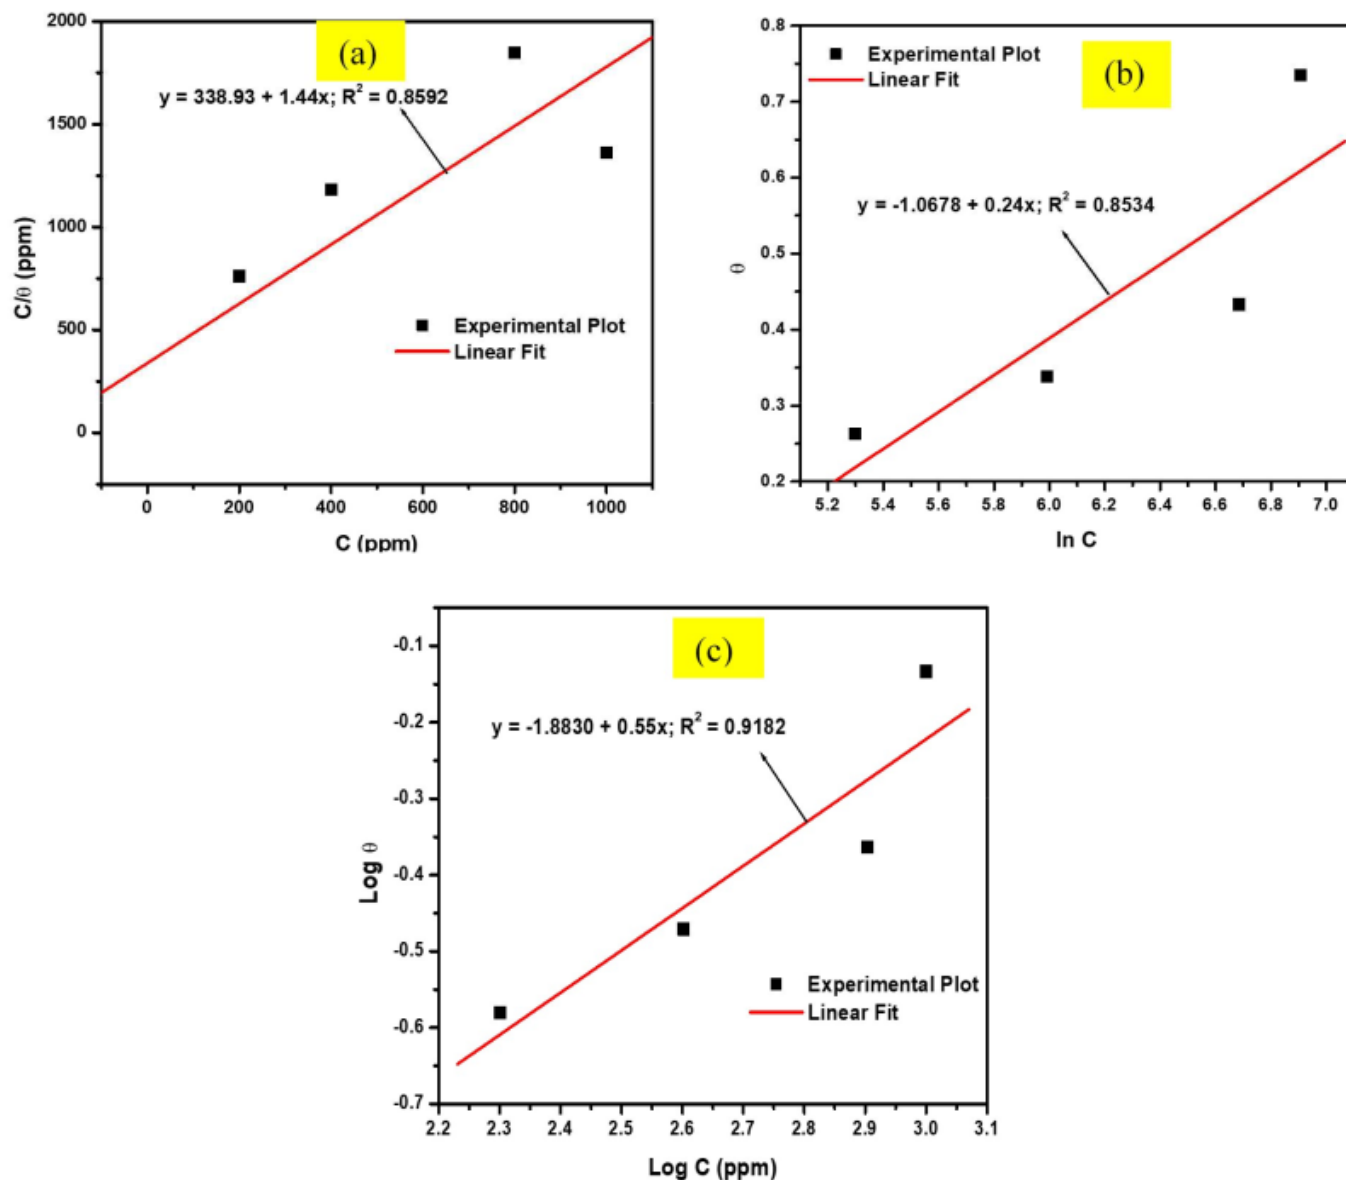 (a)
y = 338.93 + 1.44x; R² = 0.8592
2000
1500
1000
500
0
C/θ (ppm)
Experimental Plot
Linear Fit
0 200 400 600 800 1000
C (ppm)
(b)
Experimental Plot
Linear Fit
y = -1.0678 + 0.24x; R² = 0.8534
0.8
0.7
0.6
0.5
0.4
0.3
0.2
θ
5.2 5.4 5.6 5.8 6.0 6.2 6.4 6.6 6.8 7.0
ln C
(c)
y = -1.8830 + 0.55x; R² = 0.9182
-0.1
-0.2
-0.3
-0.4
-0.5
-0.6
-0.7
Log θ
Experimental Plot
Linear Fit
2.2 2.3 2.4 2.5 2.6 2.7 2.8 2.9 3.0 3.1
Log C (ppm)